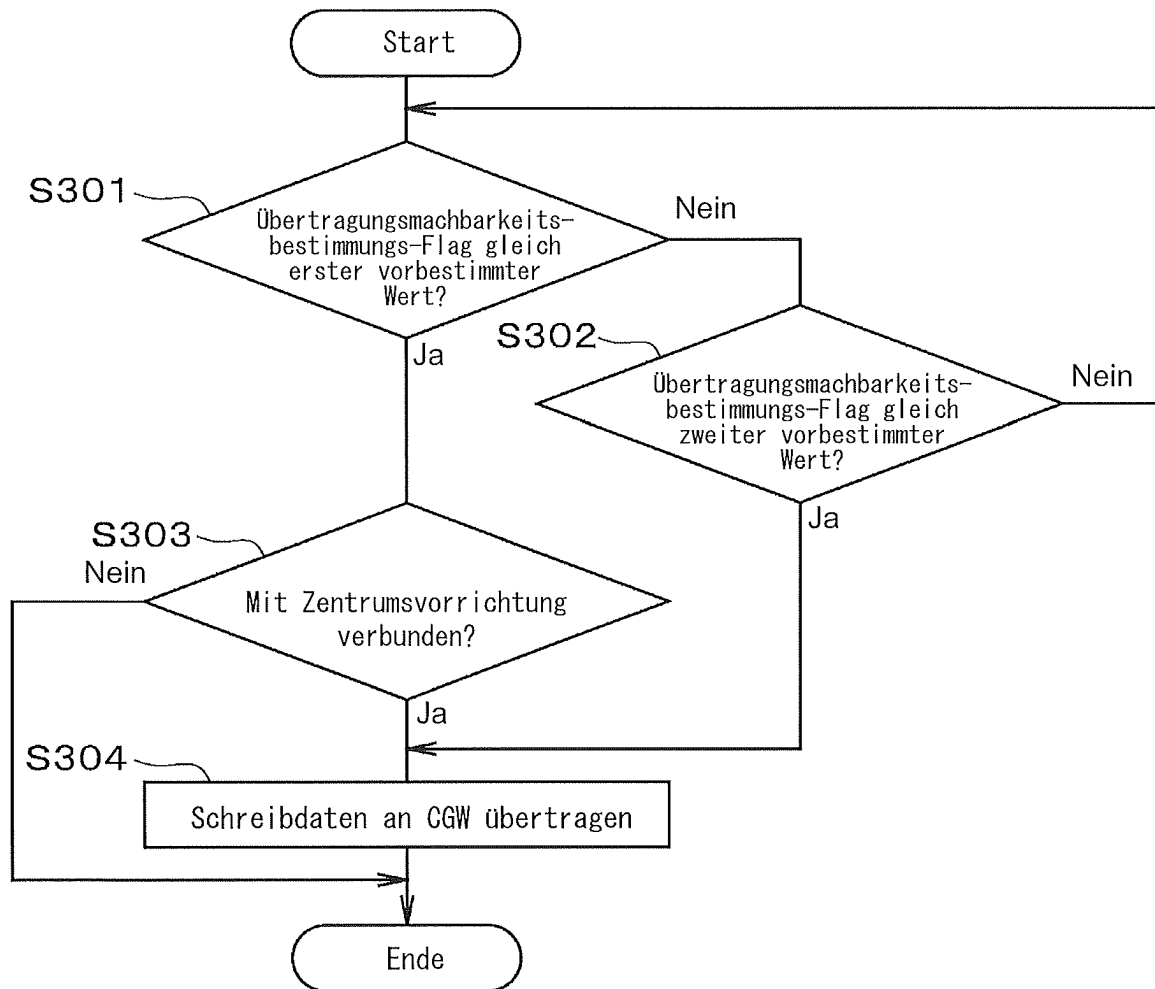 Start
S301
Übertragungsmachbarkeits-
bestimmungs-Flag gleich
erster vorbestimmter
Wert?
Nein
Ja
S302
Übertragungsmachbarkeits-
bestimmungs-Flag gleich
zweiter vorbestimmter
Wert?
Nein
Ja
S303
Nein
Mit Zentrumsvorrichtung
verbunden?
Ja
S304
Schreibdaten an CGW übertragen
Ende